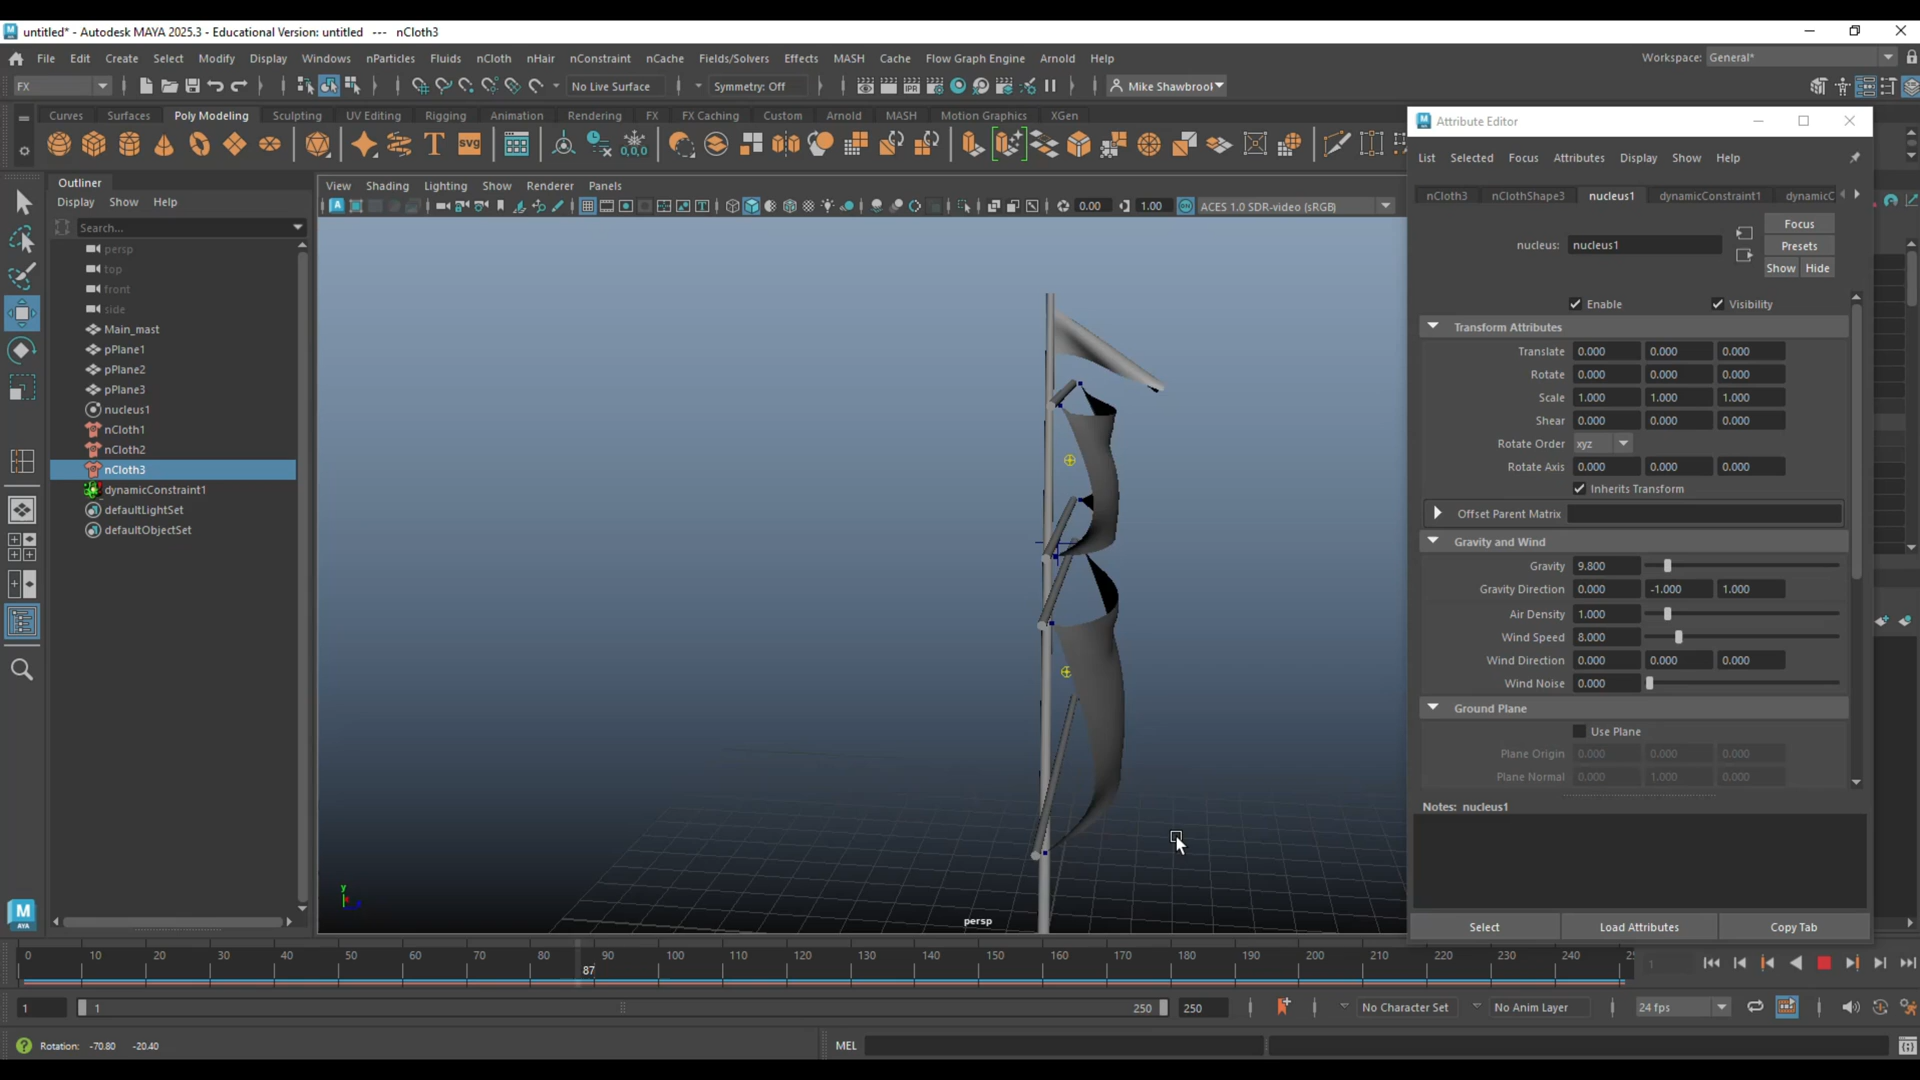 untitled* - Autodesk MAYA 2025.3 - Educational Version: untitled --- nCloth3
File Edit Create Select Modify Display Windows nParticles Fluids nCloth nHair nConstraint nCache Fields/Solvers Effects MASH Cache Flow Graph Engine Arnold Help
Workspace: General*
FX
No Live Surface
Symmetry: Off
Mike Shawbrool
Curves Surfaces Poly Modeling Sculpting UV Editing Rigging Animation Rendering FX FX Caching Custom Arnold MASH Motion Graphics XGen
Outliner
Display Show Help
Search...
persp
top
front
side
Main_mast
pPlane1
pPlane2
pPlane3
nucleus1
nCloth1
nCloth2
nCloth3
dynamicConstraint1
defaultLightSet
defaultObjectSet
View Shading Lighting Show Renderer Panels
0.00
1.00
ACES 1.0 SDR-video (sRGB)
persp
Attribute Editor
List Selected Focus Attributes Display Show Help
nCloth3 nClothShape3 nucleus1 dynamicConstraint1 dynamicC
nucleus: nucleus1
Focus
Presets
Show Hide
Enable Visibility
Transform Attributes
Translate 0.000 0.000 0.000
Rotate 0.000 0.000 0.000
Scale 1.000 1.000 1.000
Shear 0.000 0.000 0.000
Rotate Order xyz
Rotate Axis 0.000 0.000 0.000
Inherits Transform
Offset Parent Matrix
Gravity and Wind
Gravity 9.800
Gravity Direction 0.000 -1.000 1.000
Air Density 1.000
Wind Speed 8.000
Wind Direction 0.000 0.000 0.000
Wind Noise 0.000
Ground Plane
Use Plane
Plane Origin 0.000 0.000 0.000
Plane Normal 0.000 1.000 0.000
Notes: nucleus1
Select Load Attributes Copy Tab
0 10 20 30 40 50 60 70 80 90 100 110 120 130 140 150 160 170 180 190 200 210 220 230 240
87
1
1 1 250 250
No Character Set
No Anim Layer
24 fps
Rotation: -70.80 -20.40
MEL